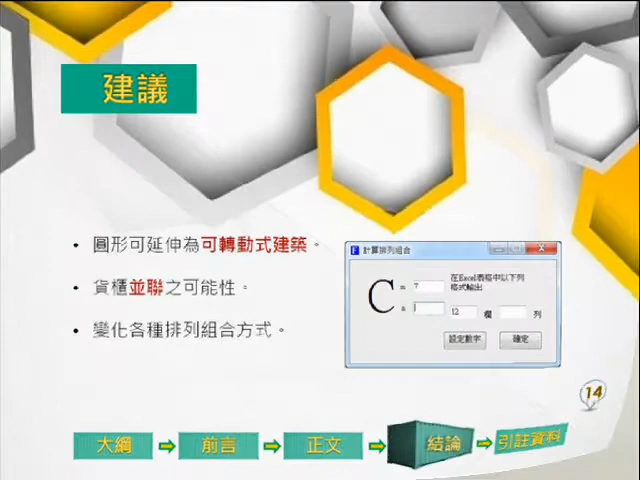 建議
• 圓形可延伸為可轉動式建築。
• 貨櫃並聯之可能性。
• 變化各種排列組合方式。
計算排列組合
C
m = 7
在Excel表格中以下列
格式輸出
n
12 欄 列
設定數字 確定
14
大綱 前言 正文 結論 引註資料